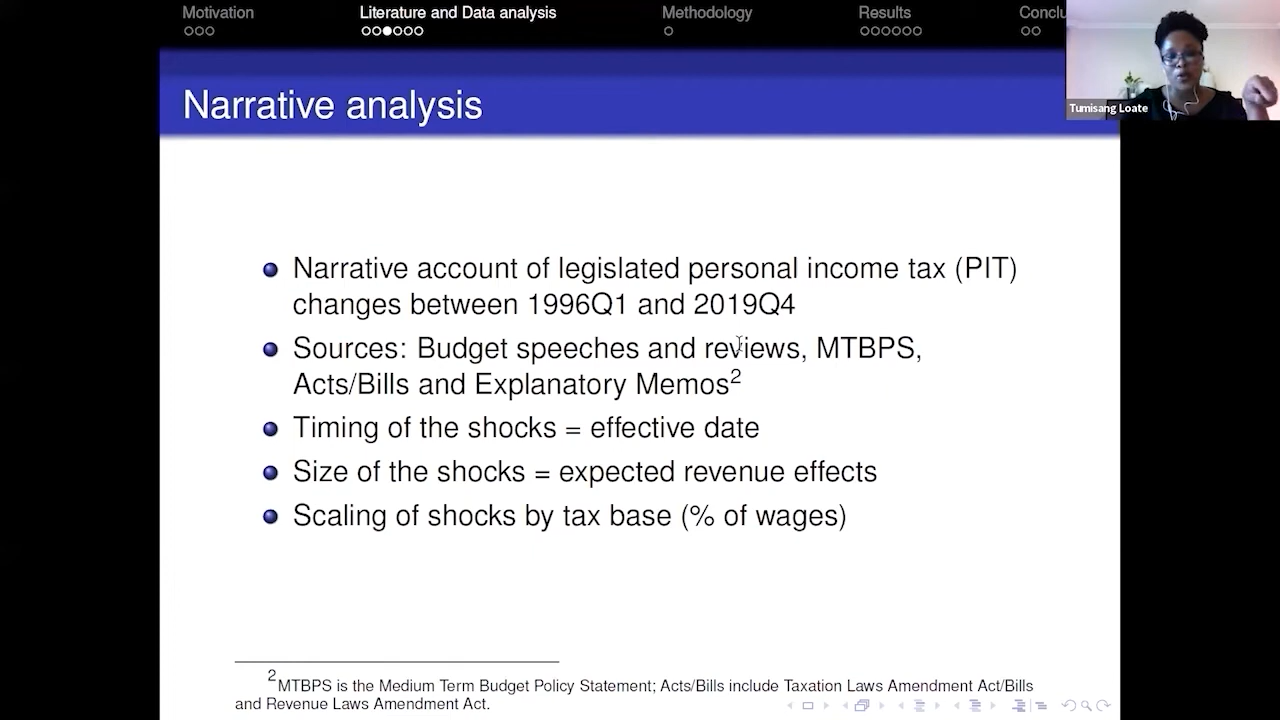 Motivation
Literature and Data analysis
Methodology
Results
Conclu
Tumisang Loate
Narrative analysis
Narrative account of legislated personal income tax (PIT)
changes between 1996Q1 and 2019Q4
Sources: Budget speeches and reviews, MTBPS,
Acts/Bills and Explanatory Memos2
Timing of the shocks = effective date
Size of the shocks = expected revenue effects
Scaling of shocks by tax base (% of wages)
2MTBPS is the Medium Term Budget Policy Statement; Acts/Bills include Taxation Laws Amendment Act/Bills
and Revenue Laws Amendment Act.